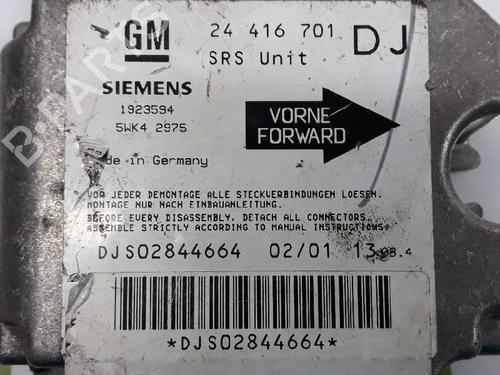 GM
24 416 701
DJ
SRS Unit
SIEMENS
1923594
5WK4 2975
VORNE
FORWARD
in Germany
VOR JEDER DEMONTAGE ALLE STECKVERBINDUNGEN LOESEN.
MONTAGE NUR NACH EINBAUANLEITUNG.
BEFORE EVERY DISASSEMBLY, DETACH ALL CONNECTORS.
ASSEMBLE STRICTLY ACCORDING TO MANUAL INSTRUCTIONS
DJS02844664 02/01
*DJS02844664*